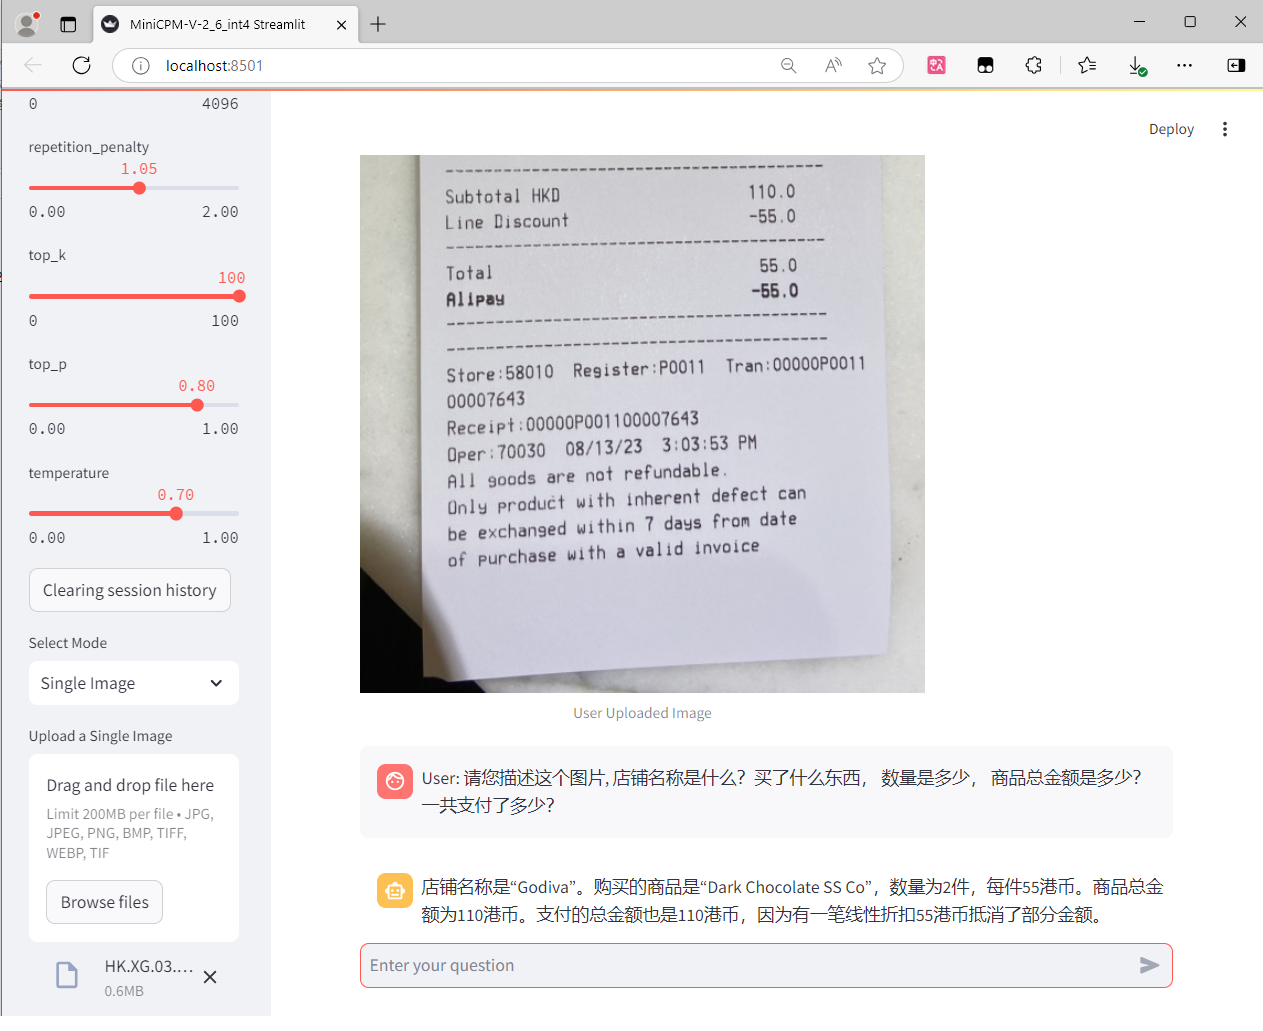 MiniCPM-V-2_6_int4 Streamlit
localhost:8501
Deploy
0 4096
repetition_penalty
1.05
0.00 2.00
top_k
100
0 100
top_p
0.80
0.00 1.00
temperature
0.70
0.00 1.00
Clearing session history
Select Mode
Single Image
Upload a Single Image
Drag and drop file here
Limit 200MB per file • JPG,
JPEG, PNG, BMP, TIFF,
WEBP, TIF
Browse files
HK.XG.03....
0.6MB
Subtotal HKD 110.0
Line Discount -55.0
Total 55.0
Alipay -55.0
Store:58010 Register:P0011 Tran:00000P0011
00007643
Receipt:00000P001100007643
Oper:70030 08/13/23 3:03:53 PM
All goods are not refundable.
Only product with inherent defect can
be exchanged within 7 days from date
of purchase with a valid invoice
User Uploaded Image
User: 请您描述这个图片, 店铺名称是什么？买了什么东西， 数量是多少， 商品总金额是多少?
一共支付了多少?
店铺名称是“Godiva”。购买的商品是“Dark Chocolate SS Co”，数量为2件，每件55港币。商品总金
额为110港币。支付的总金额也是110港币，因为有一笔线性折扣55港币抵消了部分金额。
Enter your question